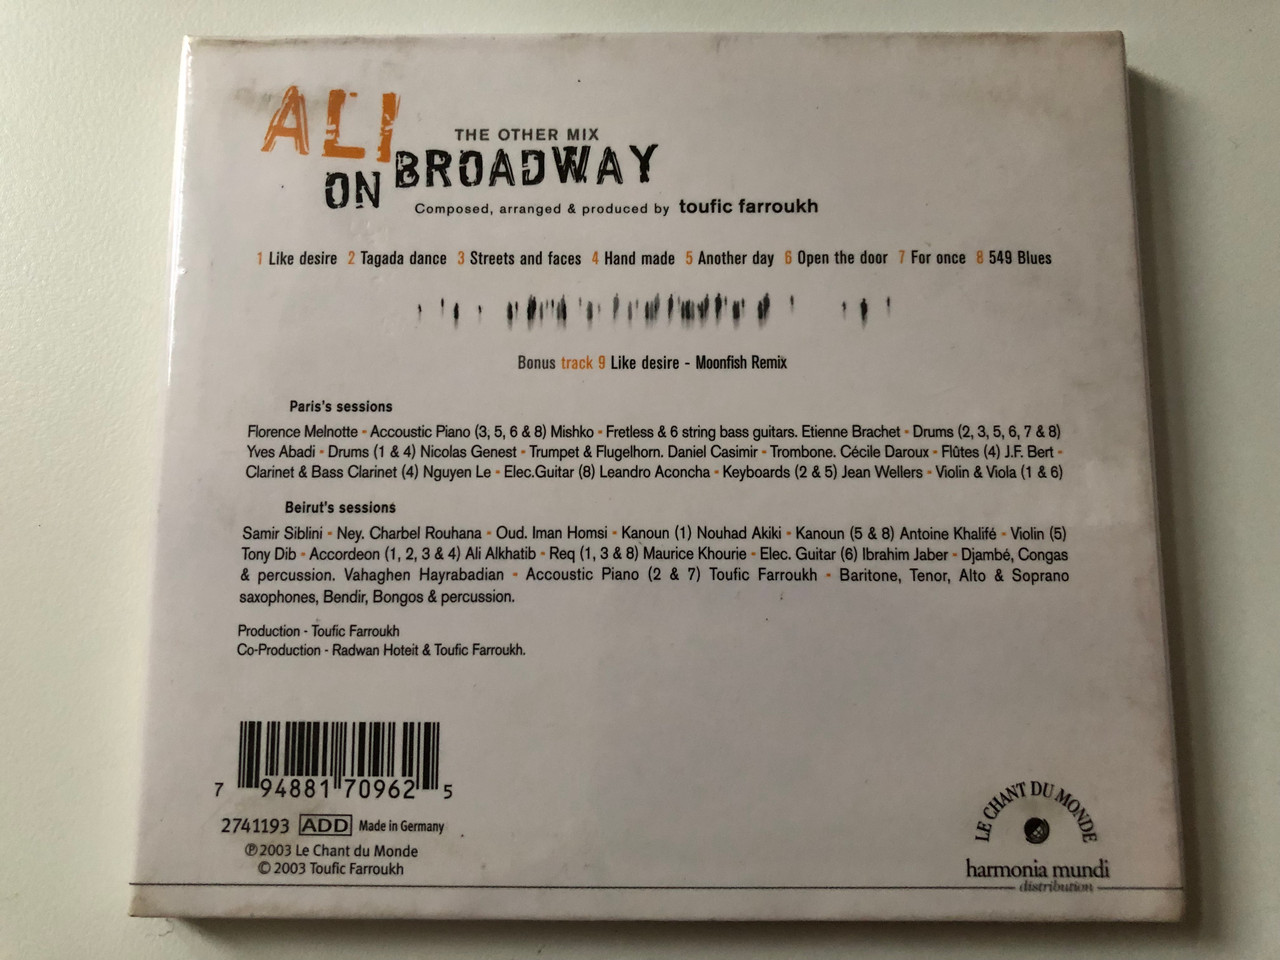 ALI
THE OTHER MIX
ON BROADWAY
Composed, arranged & produced by toufic farroukh
1 Like desire 2 Tagada dance 3 Streets and faces 4 Hand made 5 Another day 6 Open the door 7 For once 8 549 Blues
Bonus track 9 Like desire - Moonfish Remix
Paris's sessions
Florence Melnotte - Accoustic Piano (3, 5, 6 & 8) Mishko - Fretless & 6 string bass guitars. Etienne Brachet - Drums (2, 3, 5, 6, 7 & 8)
Yves Abadi - Drums (1 & 4) Nicolas Genest - Trumpet & Flugelhorn. Daniel Casimir - Trombone. Cécile Daroux - Flûtes (4) J.F. Bert -
Clarinet & Bass Clarinet (4) Nguyen Le - Elec.Guitar (8) Leandro Aconcha - Keyboards (2 & 5) Jean Wellers - Violin & Viola (1 & 6)
Beirut's sessions
Samir Siblini - Ney. Charbel Rouhana - Oud. Iman Homsi - Kanoun (1) Nouhad Akiki - Kanoun (5 & 8) Antoine Khalifé - Violin (5)
Tony Dib - Accordeon (1, 2, 3 & 4) Ali Alkhatib - Req (1, 3 & 8) Maurice Khourie - Elec. Guitar (6) Ibrahim Jaber - Djambé, Congas
& percussion. Vahaghen Hayrabadian - Accoustic Piano (2 & 7) Toufic Farroukh - Baritone, Tenor, Alto & Soprano
saxophones, Bendir, Bongos & percussion.
Production - Toufic Farroukh
Co-Production - Radwan Hoteit & Toufic Farroukh.
7 94881 70962 5
2741193 ADD Made in Germany
℗ 2003 Le Chant du Monde
© 2003 Toufic Farroukh
LE CHANT DU MONDE
harmonia mundi
distribution